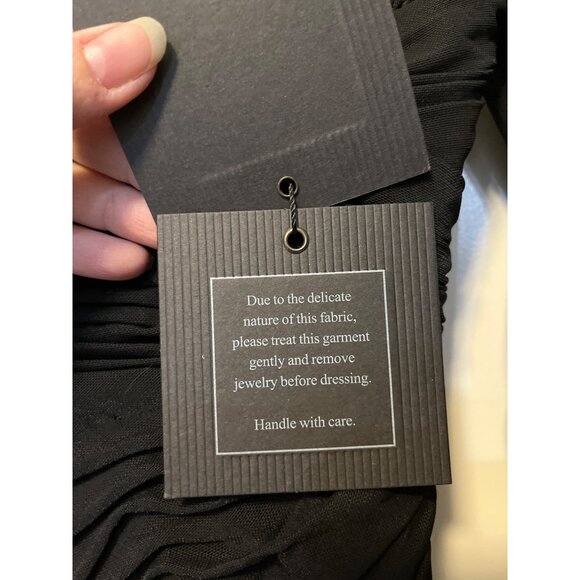 Due to the delicate
nature of this fabric,
please treat this garment
gently and remove
jewelry before dressing.
Handle with care.